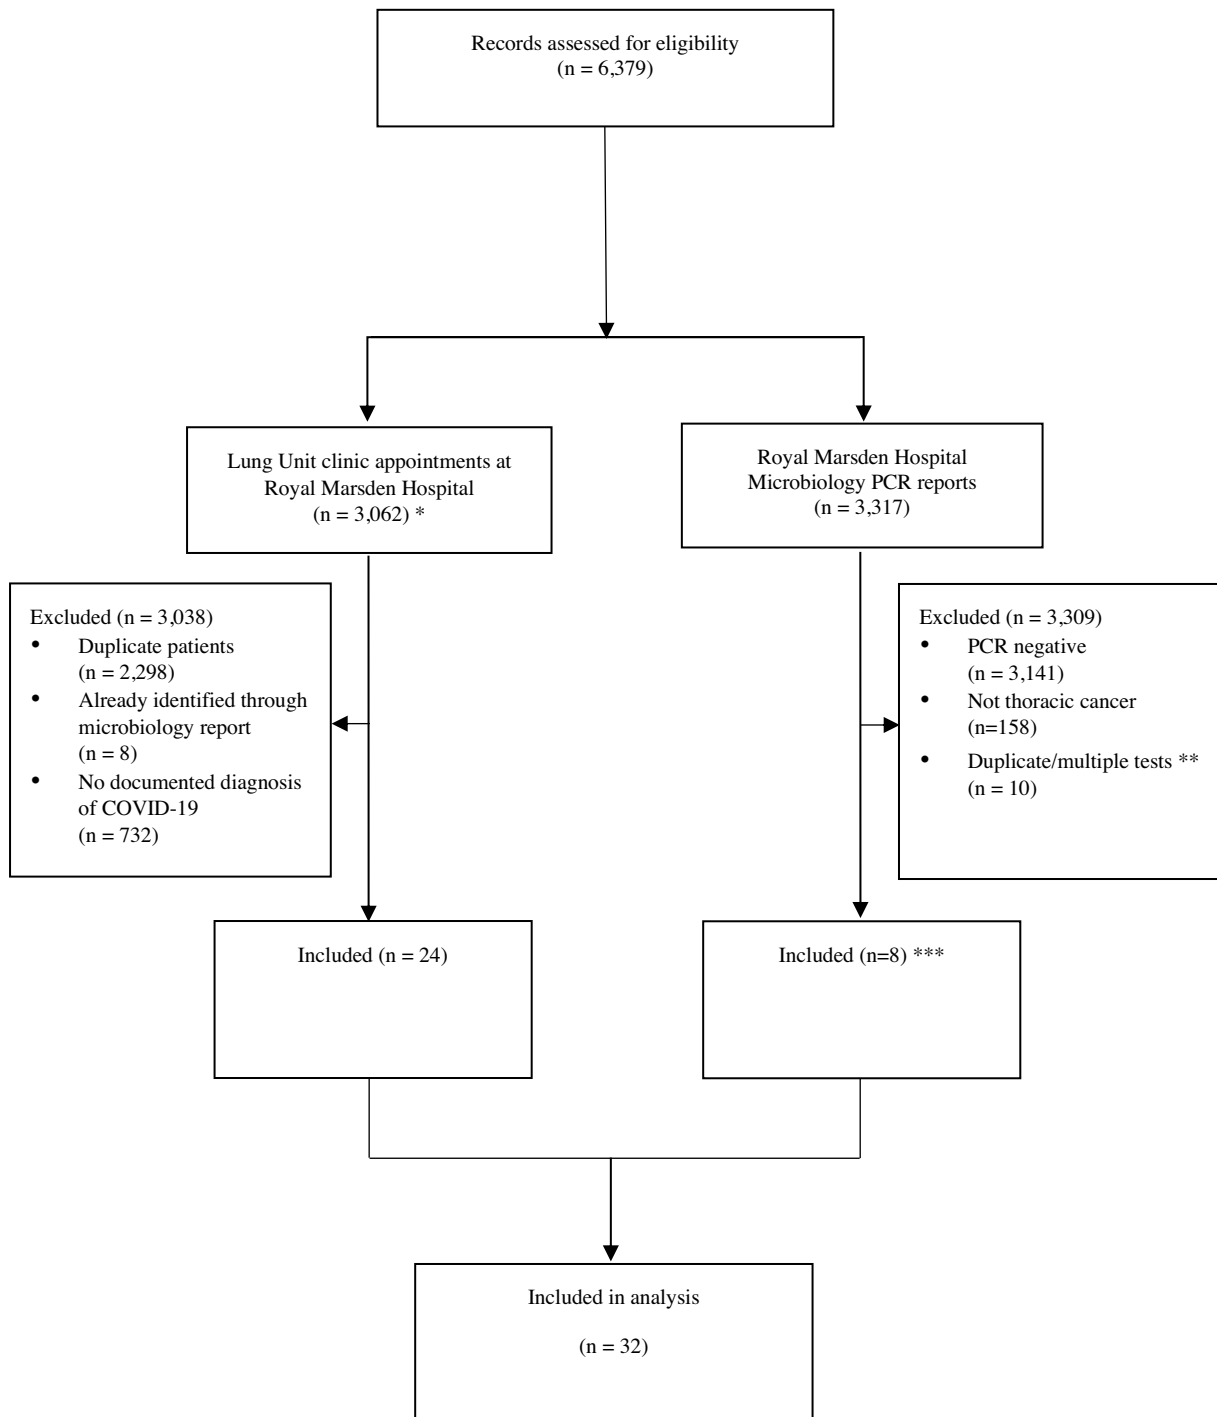 Records assessed for eligibility
(n = 6,379)
Lung Unit clinic appointments at
Royal Marsden Hospital
(n = 3,062) *
Royal Marsden Hospital
Microbiology PCR reports
(n = 3,317)
Excluded (n = 3,038)
• Duplicate patients
(n = 2,298)
• Already identified through
microbiology report
(n = 8)
• No documented diagnosis
of COVID-19
(n = 732)
Excluded (n = 3,309)
• PCR negative
(n = 3,141)
• Not thoracic cancer
(n=158)
• Duplicate/multiple tests **
(n = 10)
Included (n = 24)
Included (n=8) ***
Included in analysis
(n = 32)